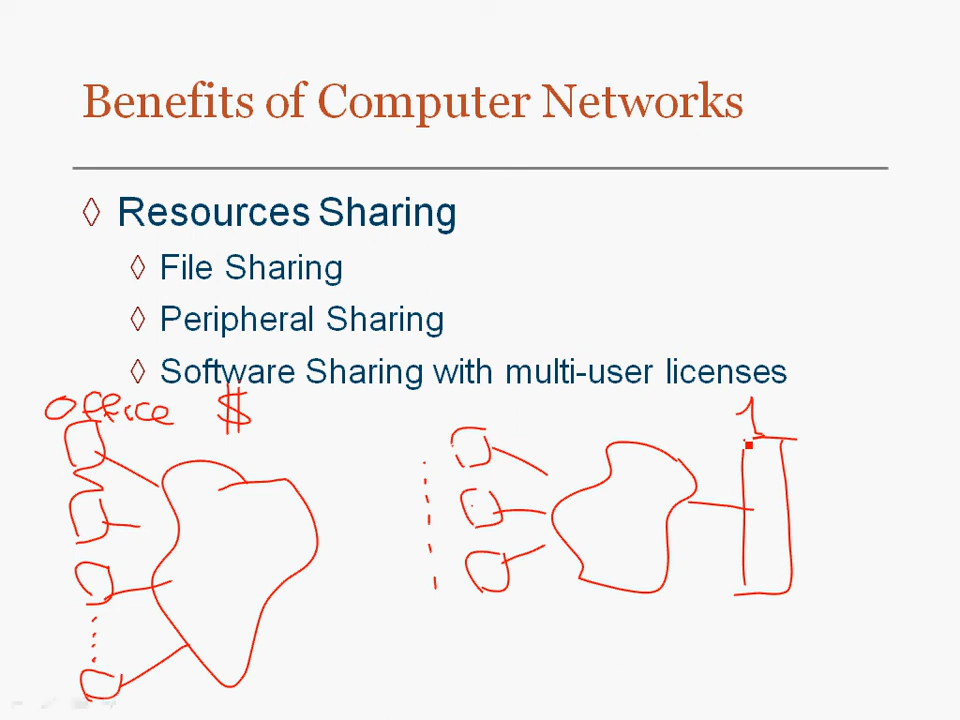 Benefits of Computer Networks
◊ Resources Sharing
◊ File Sharing
◊ Peripheral Sharing
◊ Software Sharing with multi-user licenses
Office $
1